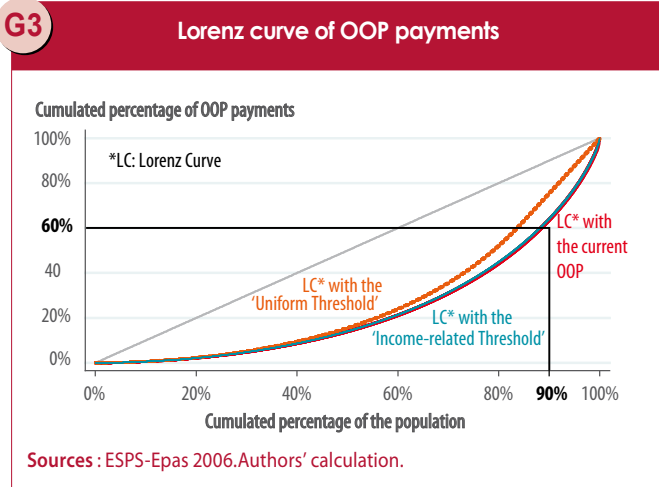 G3
Lorenz curve of OOP payments
Cumulated percentage of OOP payments
100%
*LC: Lorenz Curve
80%
60%
LC* with
the current
OOP
40
LC* with the
‘Uniform Threshold’
20%
LC* with the
‘Income-related Threshold’
0%
0%
20%
40%
60%
80%
90%
100%
Cumulated percentage of the population
Sources : ESPS-Epas 2006.Authors’ calculation.